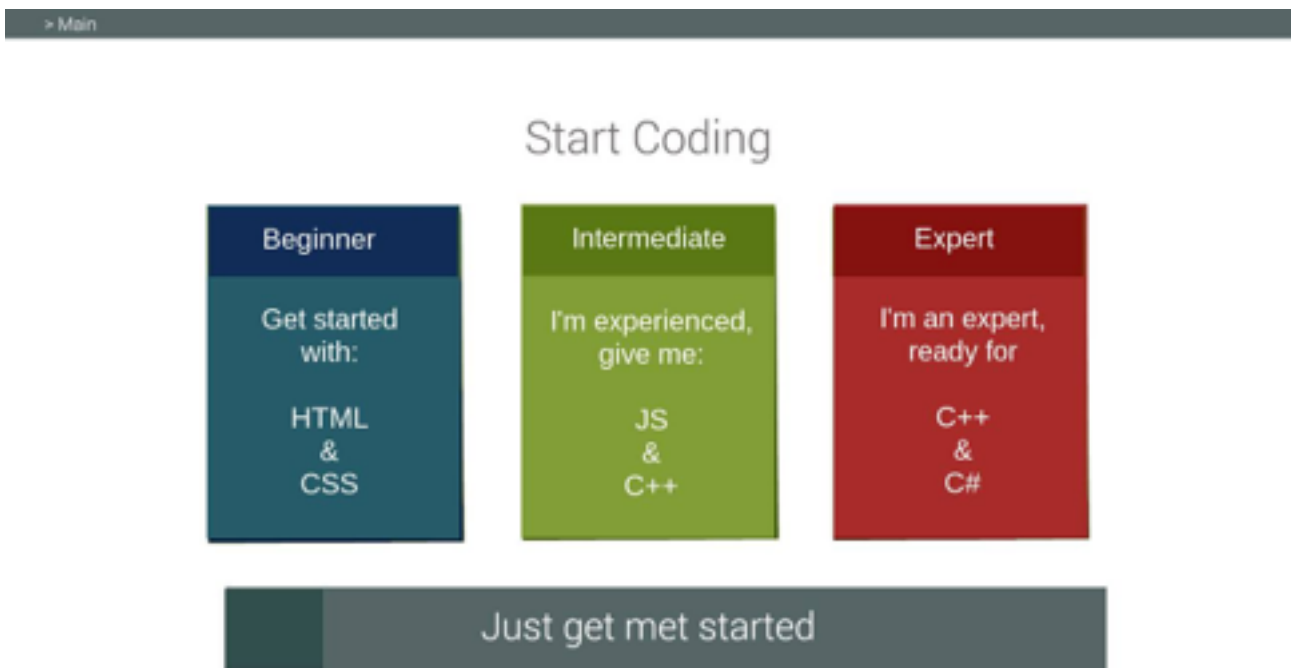 > Main
Start Coding
Beginner
Get started
with:
HTML
&
CSS
Intermediate
I'm experienced,
give me:
JS
&
C++
Expert
I'm an expert,
ready for
C++
&
C#
Just get met started